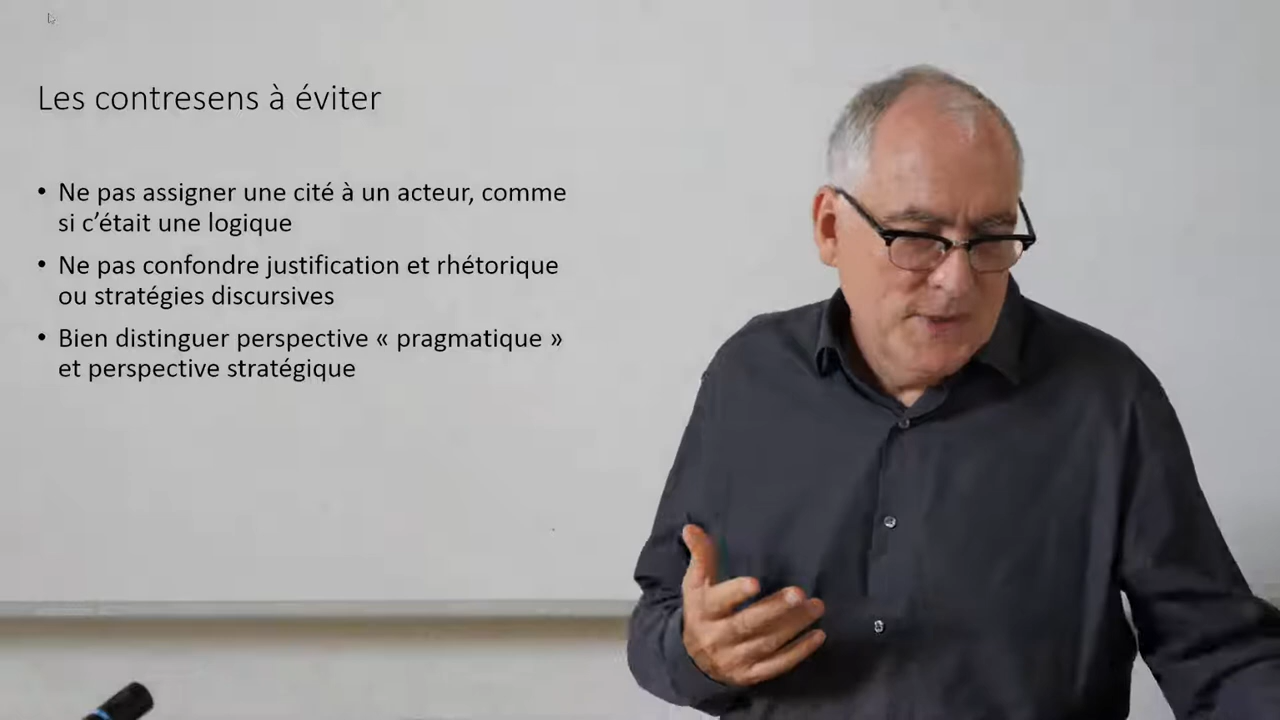 Les contresens à éviter
• Ne pas assigner une cité à un acteur, comme
si c’était une logique
• Ne pas confondre justification et rhétorique
ou stratégies discursives
• Bien distinguer perspective « pragmatique »
et perspective stratégique